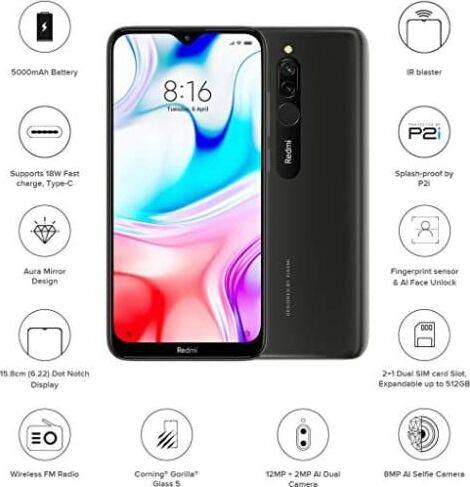 5000mAh Battery
IR blaster
8:16
Tuesday, 6 April
Redmi
PROTECTED BY
P2i
Supports 18W Fast
charge, Type-C
Splash-proof by
P2i
Aura Mirror
Design
DESIGNED BY XIAOMI
Fingerprint sensor
& AI Face Unlock
Redmi
15.8cm (6.22) Dot Notch
Display
2+1 Dual SIM card Slot,
Expandable up to 512GB
Wireless FM Radio
Corning® Gorilla®
Glass 5
12MP + 2MP AI Dual
Camera
8MP AI Selfie Camera